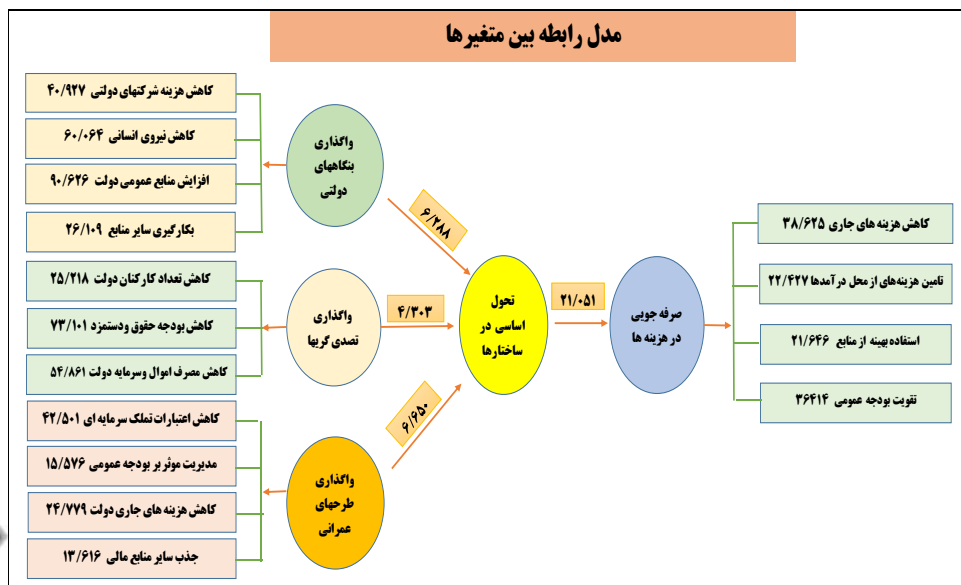 مدل رابطه بین متغیرها
کاهش هزینه شرکتهای دولتی ۴۰/۹۲۷
کاهش نیروی انسانی ۶۰/۰۶۴
افزایش منابع عمومی دولت ۹۰/۶۲۶
بکارگیری سایر منابع ۲۶/۱۰۹
کاهش تعداد کارکنان دولت ۲۵/۲۱۸
کاهش بودجه حقوق ودستمزد ۷۳/۱۰۱
کاهش مصرف اموال وسرمایه دولت ۵۴/۸۶۱
کاهش اعتبارات تملک سرمایه ای ۴۲/۵۰۱
مدیریت موثر بر بودجه عمومی ۱۵/۵۷۶
کاهش هزینه های جاری دولت ۲۴/۷۷۹
جذب سایر منابع مالی ۱۳/۶۱۶
واگذاری
بنگاههای
دولتی
واگذاری
تصدی گریها
واگذاری
طرحهای
عمرانی
۶/۲۸۸
۴/۳۰۳
۶/۶۵۰
تحول
اساسی در
ساختارها
۲۱/۰۵۱
صرفه جویی
در هزینه ها
کاهش هزینه های جاری ۳۸/۶۲۵
تامین هزینه‌های از محل درآمدها ۲۲/۴۲۷
استفاده بهینه از منابع ۲۱/۶۴۶
تقویت بودجه عمومی ۳۶۴۱۴